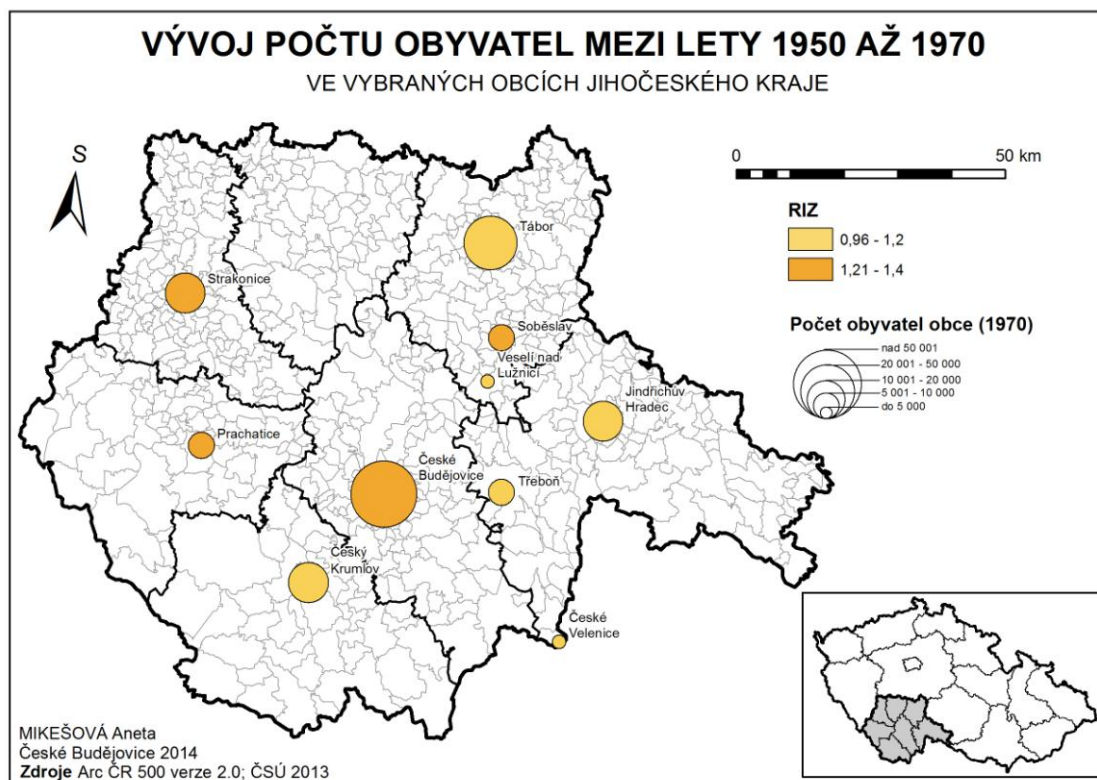 VÝVOJ POČTU OBYVATEL MEZI LETY 1950 AŽ 1970
VE VYBRANÝCH OBCÍCH JIHOČESKÉHO KRAJE
S
0
50 km
RIZ
0,96 - 1,2
1,21 - 1,4
Počet obyvatel obce (1970)
nad 50 001
20 001 - 50 000
10 001 - 20 000
5 001 - 10 000
do 5 000
Tábor
Strakonice
Soběslav
Veselí nad
Lužnicí
Jindřichův
Hradec
Prachatice
České
Budějovice
Třeboň
Český
Krumlov
České
Velenice
MIKEŠOVÁ Aneta
České Budějovice 2014
Zdroje Arc ČR 500 verze 2.0; ČSÚ 2013